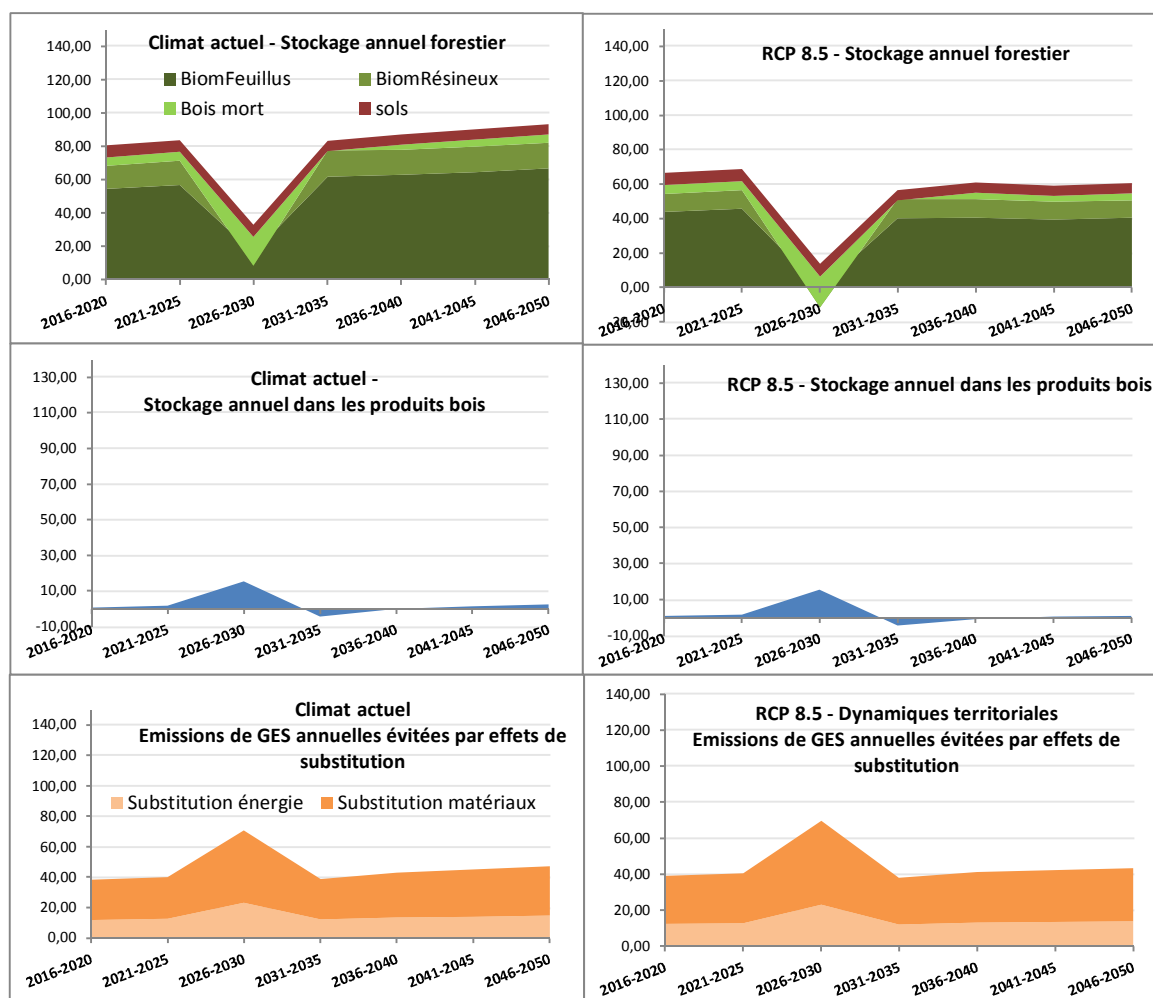 Climat actuel - Stockage annuel forestier
BiomFeuillus BiomRésineux
Bois mort sols
140,00
120,00
100,00
80,00
60,00
40,00
20,00
0,00
2016-2020 2021-2025 2026-2030 2031-2035 2036-2040 2041-2045 2046-2050
RCP 8.5 - Stockage annuel forestier
140,00
120,00
100,00
80,00
60,00
40,00
20,00
0,00
2016-2020 2021-2025 2026-2030 2031-2035 2036-2040 2041-2045 2046-2050
Climat actuel -
Stockage annuel dans les produits bois
130,00
110,00
90,00
70,00
50,00
30,00
10,00
-10,00
2016-2020 2021-2025 2026-2030 2031-2035 2036-2040 2041-2045 2046-2050
RCP 8.5 - Stockage annuel dans les produits bois
130,00
110,00
90,00
70,00
50,00
30,00
10,00
-10,00
2016-2020 2021-2025 2026-2030 2031-2035 2036-2040 2041-2045 2046-2050
Climat actuel
Emissions de GES annuelles évitées par effets de
substitution
Substitution énergie Substitution matériaux
140,00
120,00
100,00
80,00
60,00
40,00
20,00
0,00
2016-2020 2021-2025 2026-2030 2031-2035 2036-2040 2041-2045 2046-2050
RCP 8.5 - Dynamiques territoriales
Emissions de GES annuelles évitées par effets de
substitution
140,00
120,00
100,00
80,00
60,00
40,00
20,00
0,00
2016-2020 2021-2025 2026-2030 2031-2035 2036-2040 2041-2045 2046-2050